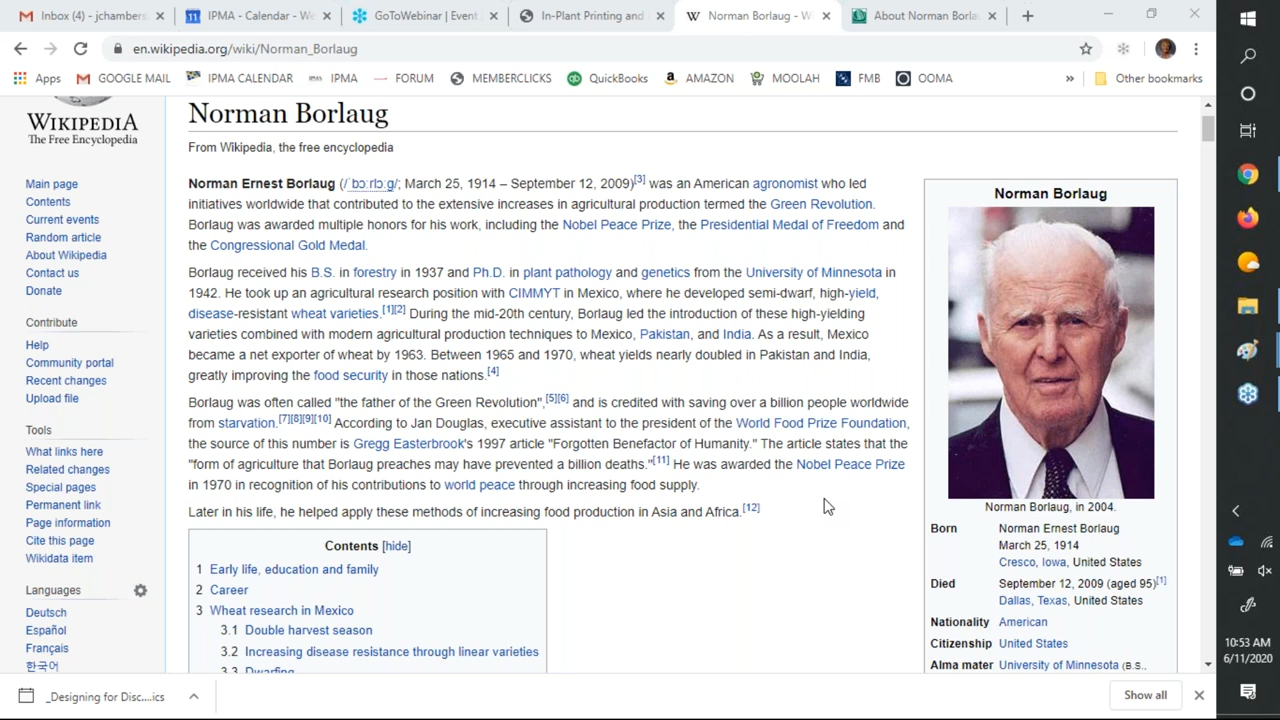 Inbox (4) - jchambers.
IPMA - Calendar - We
GoToWebinar | Event
In-Plant Printing and
Norman Borlaug - Wi
About Norman Borla
en.wikipedia.org/wiki/Norman_Borlaug
Apps GOOGLE MAIL IPMA CALENDAR IPMA FORUM MEMBERCLICKS QuickBooks AMAZON MOOLAH FMB OOMA » Other bookmarks
WIKIPEDIA
The Free Encyclopedia
Main page
Contents
Current events
Random article
About Wikipedia
Contact us
Donate
Contribute
Help
Community portal
Recent changes
Upload file
Tools
What links here
Related changes
Special pages
Permanent link
Page information
Cite this page
Wikidata item
Languages
Deutsch
Español
Français
한국어
Norman Borlaug
From Wikipedia, the free encyclopedia
Norman Ernest Borlaug (/ˈbɔːrlɔːɡ/; March 25, 1914 – September 12, 2009)[3] was an American agronomist who led
initiatives worldwide that contributed to the extensive increases in agricultural production termed the Green Revolution.
Borlaug was awarded multiple honors for his work, including the Nobel Peace Prize, the Presidential Medal of Freedom and
the Congressional Gold Medal.
Borlaug received his B.S. in forestry in 1937 and Ph.D. in plant pathology and genetics from the University of Minnesota in
1942. He took up an agricultural research position with CIMMYT in Mexico, where he developed semi-dwarf, high-yield,
disease-resistant wheat varieties.[1][2] During the mid-20th century, Borlaug led the introduction of these high-yielding
varieties combined with modern agricultural production techniques to Mexico, Pakistan, and India. As a result, Mexico
became a net exporter of wheat by 1963. Between 1965 and 1970, wheat yields nearly doubled in Pakistan and India,
greatly improving the food security in those nations.[4]
Borlaug was often called "the father of the Green Revolution",[5][6] and is credited with saving over a billion people worldwide
from starvation.[7][8][9][10] According to Jan Douglas, executive assistant to the president of the World Food Prize Foundation,
the source of this number is Gregg Easterbrook's 1997 article "Forgotten Benefactor of Humanity." The article states that the
"form of agriculture that Borlaug preaches may have prevented a billion deaths."[11] He was awarded the Nobel Peace Prize
in 1970 in recognition of his contributions to world peace through increasing food supply.
Later in his life, he helped apply these methods of increasing food production in Asia and Africa.[12]
Contents [hide]
1 Early life, education and family
2 Career
3 Wheat research in Mexico
3.1 Double harvest season
3.2 Increasing disease resistance through linear varieties
3.3 Dwarfing
Norman Borlaug
Norman Borlaug, in 2004.
Born Norman Ernest Borlaug
March 25, 1914
Cresco, Iowa, United States
Died September 12, 2009 (aged 95)[1]
Dallas, Texas, United States
Nationality American
Citizenship United States
Alma mater University of Minnesota (B.S.,
_Designing for Disc....ics
Show all
10:53 AM
6/11/2020